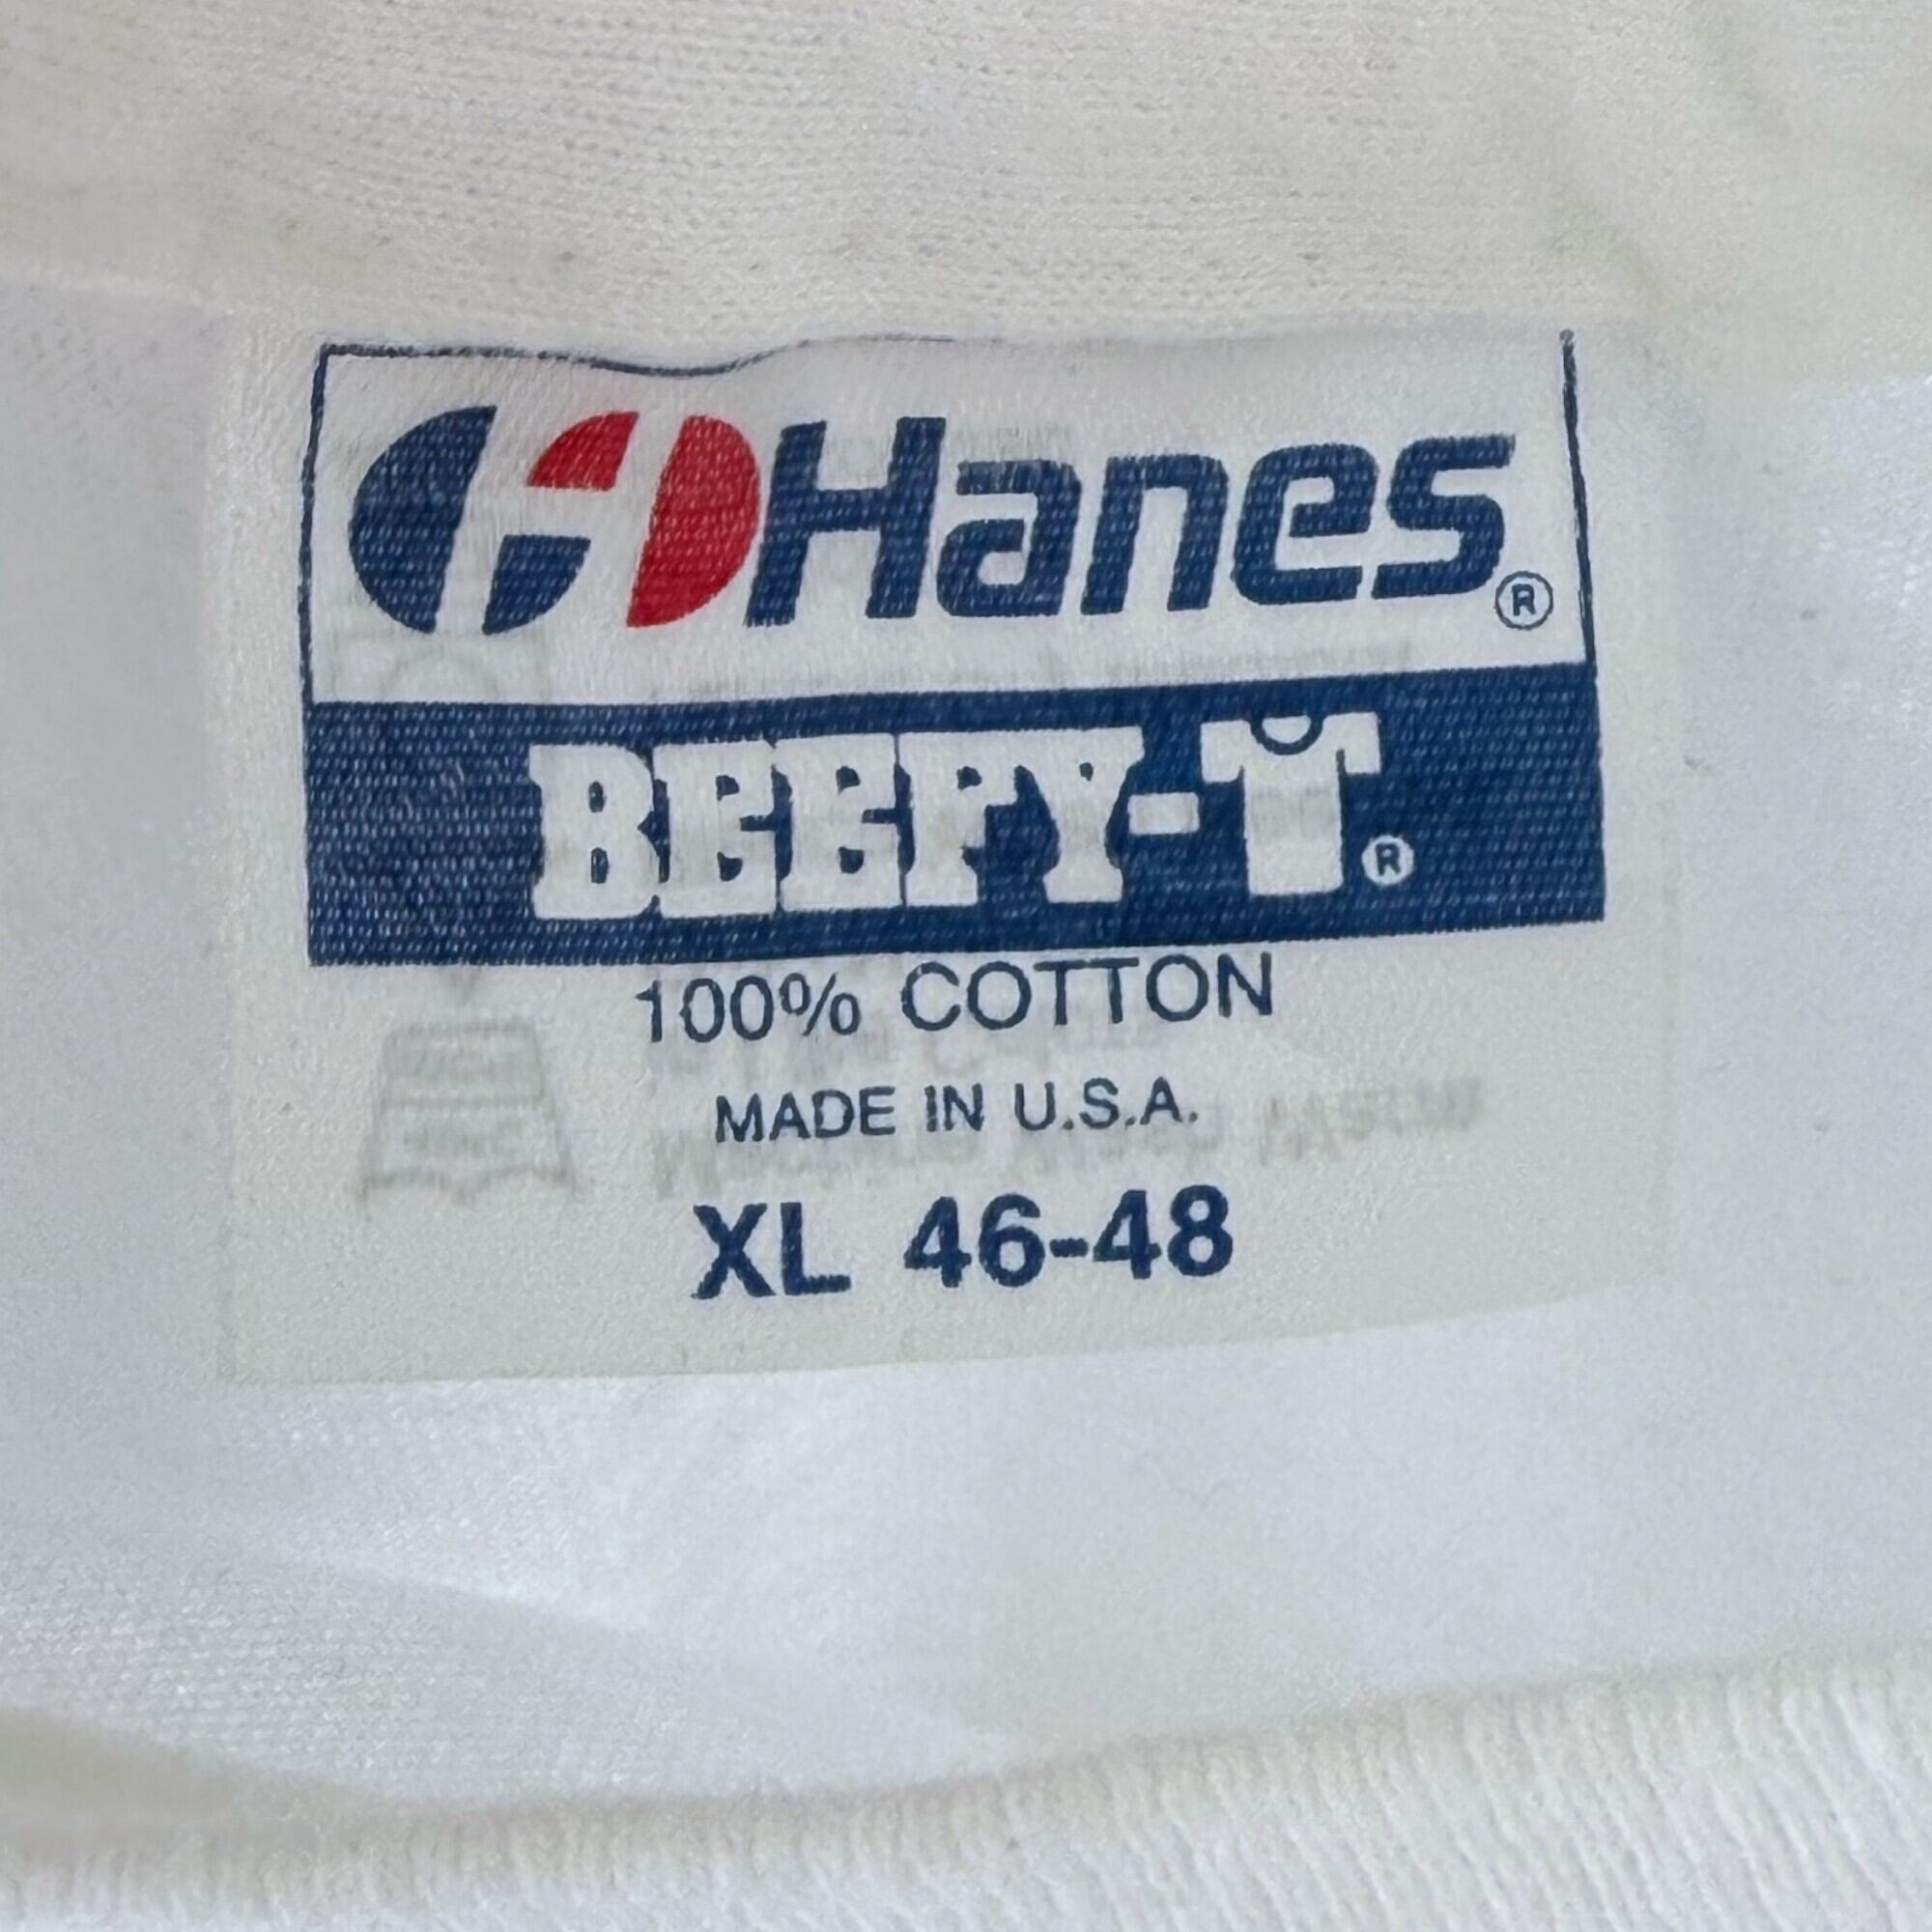 Hanes®
BEEFY-T®
100% COTTON
MADE IN U.S.A.
XL 46-48